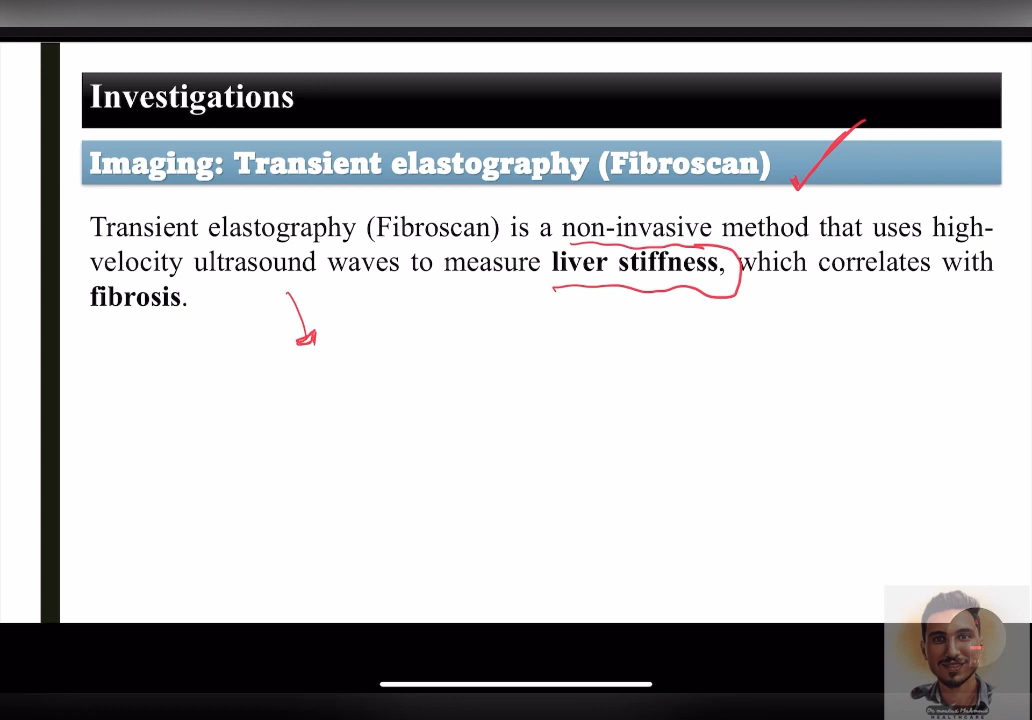 Investigations
Imaging: Transient elastography (Fibroscan)
Transient elastography (Fibroscan) is a non-invasive method that uses high-
velocity ultrasound waves to measure liver stiffness, which correlates with
fibrosis.
HEALTHCARE